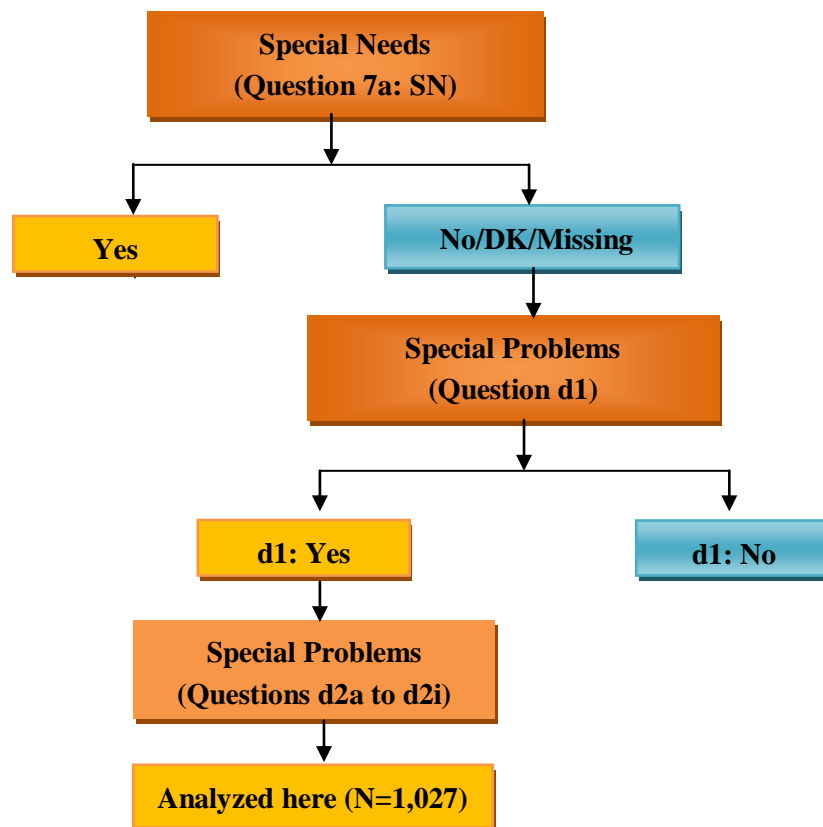 Special Needs
(Question 7a: SN)
Yes
No/DK/Missing
Special Problems
(Question d1)
d1: Yes
d1: No
Special Problems
(Questions d2a to d2i)
Analyzed here (N=1,027)